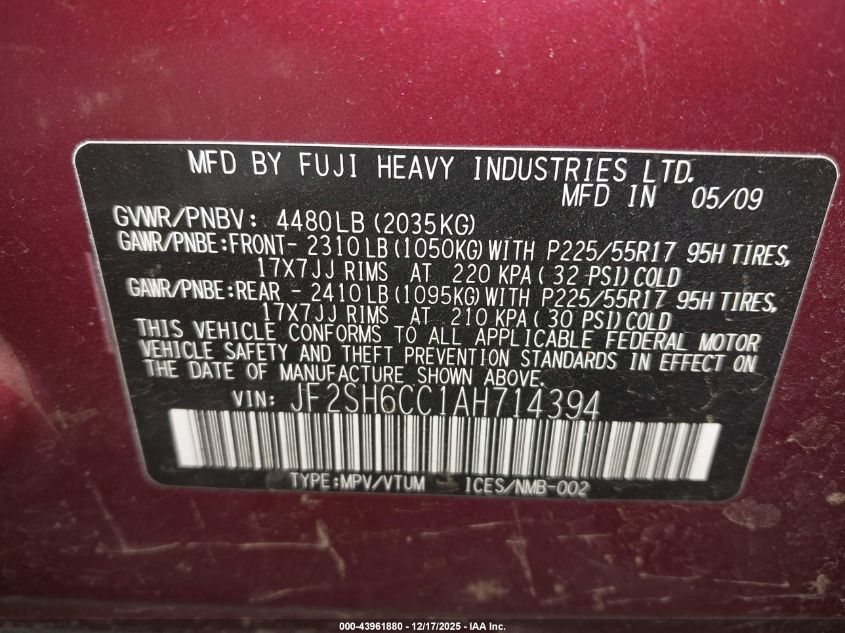 MFD BY FUJI HEAVY INDUSTRIES LTD.
MFD IN 05/09
GVWR/PNBV: 4480LB (2035KG)
GAWR/PNBE:FRONT- 2310LB (1050KG) WITH P225/55R17 95H TIRES,
17X7JJ RIMS AT 220 KPA ( 32 PSI) COLD
GAWR/PNBE:REAR - 2410LB (1095KG) WITH P225/55R17 95H TIRES,
17X7JJ RIMS AT 210 KPA ( 30 PSI) COLD
THIS VEHICLE CONFORMS TO ALL APPLICABLE FEDERAL MOTOR
VEHICLE SAFETY AND THEFT PREVENTION STANDARDS IN EFFECT ON
THE DATE OF MANUFACTURE SHOWN ABOVE.
VIN: JF2SH6CC1AH714394
TYPE:MPV/VTUM ICES/NMB-002
000-43961880 - 12/17/2025 - IAA Inc.